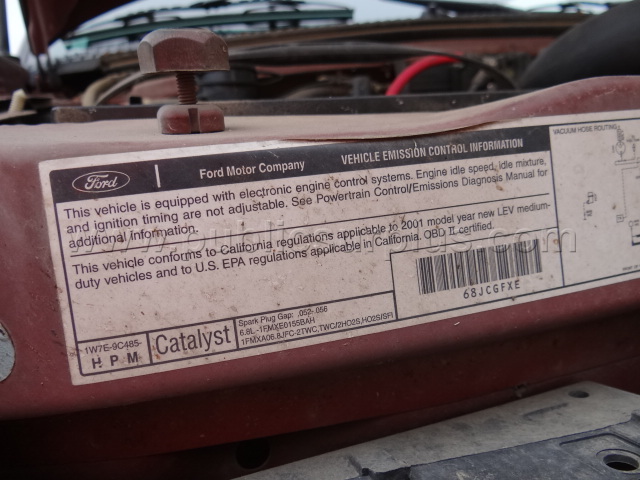 Ford
Ford Motor Company
VEHICLE EMISSION CONTROL INFORMATION
VACUUM HOSE ROUTING
This vehicle is equipped with electronic engine control systems. Engine idle speed, idle mixture,
and ignition timing are not adjustable. See Powertrain Control/Emissions Diagnosis Manual for
additional information.
This vehicle conforms to California regulations applicable to 2001 model year new LEV medium-
duty vehicles and to U.S. EPA regulations applicable in California. OBD II certified.
68JCGFXE
1W7E-9C485-
H P M
Catalyst
Spark Plug Gap: .052-.056
6.8L -1FMXE0155BAH
1FMXA06.8JFC-2TWC,TWC/2HO2S,HO2S/SFI
www.publicsurplus.com